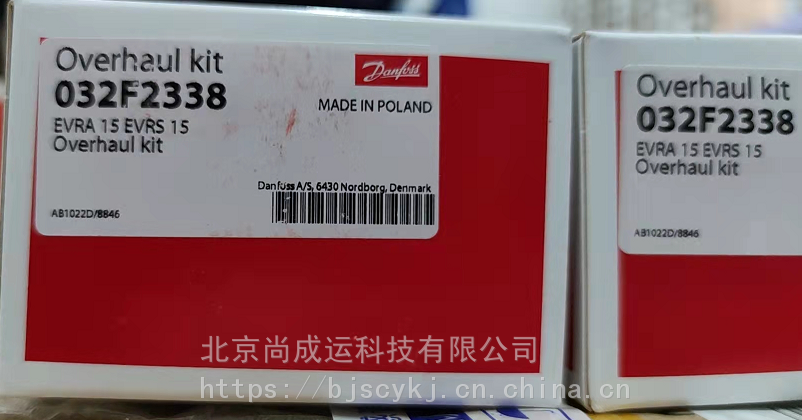 Overhaul kit
032F2338
EVRA 15 EVRS 15
Overhaul kit
Danfoss
MADE IN POLAND
Danfoss A/S, 6430 Nordborg, Denmark
AB1022D/8846
Overhaul kit
032F2338
EVRA 15 EVRS 15
Overhaul kit
AB1022D/8846
北京尚成运科技有限公司
https://bjscykj.cn.china.cn